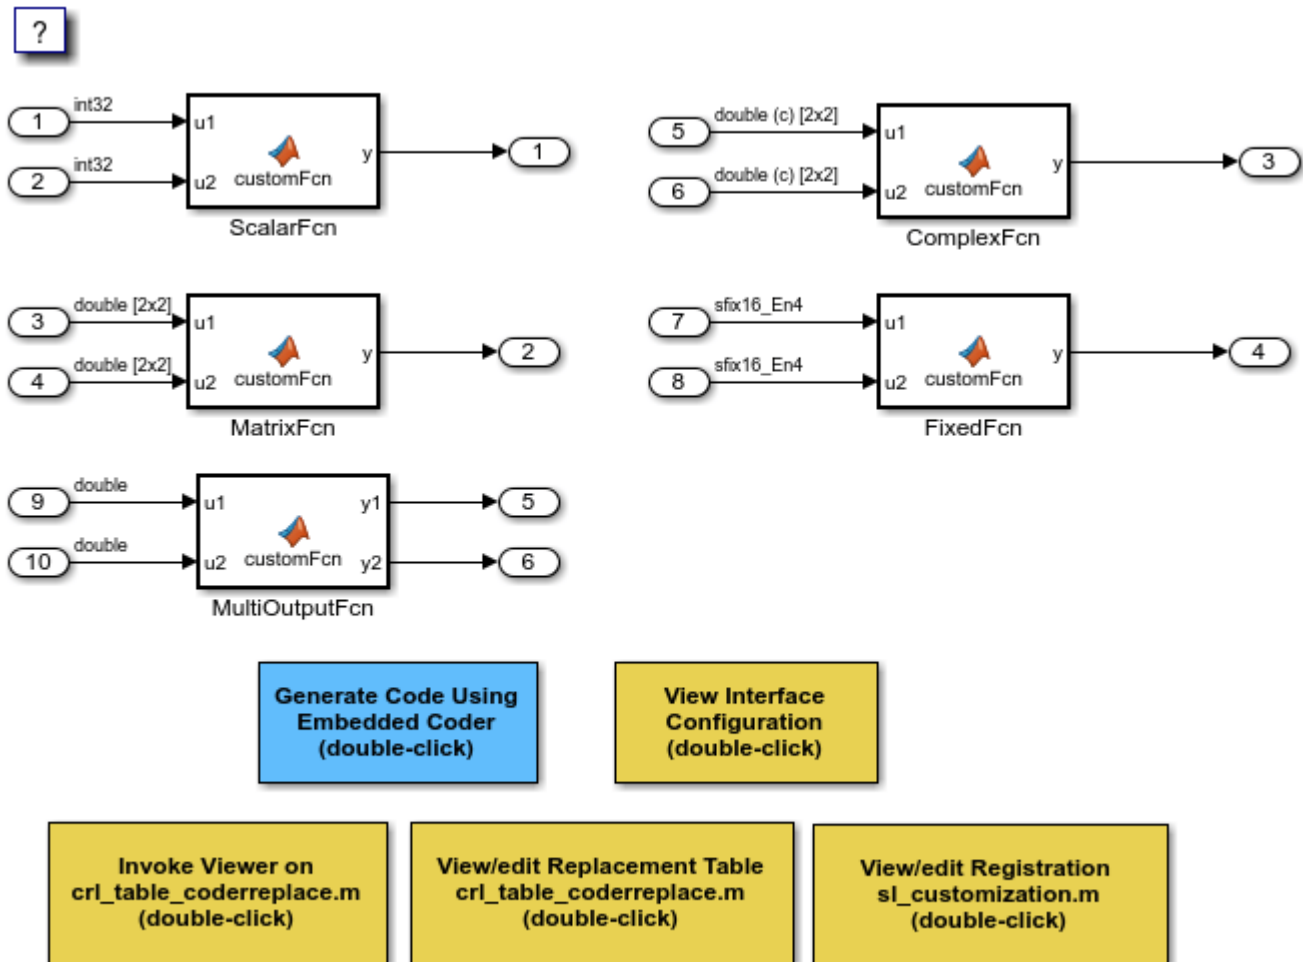 ?
1
int32
2
int32
u1
u2
customFcn
y
ScalarFcn
1
5
double (c) [2x2]
6
double (c) [2x2]
u1
u2
customFcn
y
ComplexFcn
3
3
double [2x2]
4
double [2x2]
u1
u2
customFcn
y
MatrixFcn
2
7
sfix16_En4
8
sfix16_En4
u1
u2
customFcn
y
FixedFcn
4
9
double
10
double
u1
u2
customFcn
y1
y2
MultiOutputFcn
5
6
Generate Code Using
Embedded Coder
(double-click)
View Interface
Configuration
(double-click)
Invoke Viewer on
crl_table_coderreplace.m
(double-click)
View/edit Replacement Table
crl_table_coderreplace.m
(double-click)
View/edit Registration
sl_customization.m
(double-click)